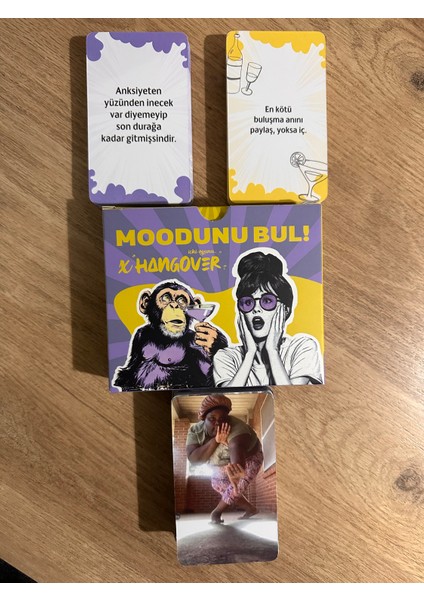 Anksiyeten
yüzünden inecek
var diyemeyip
son durağa
kadar gitmişsindir.
En kötü
buluşma anını
paylaş, yoksa iç.
MOODUNU BUL!
x HANGOVER